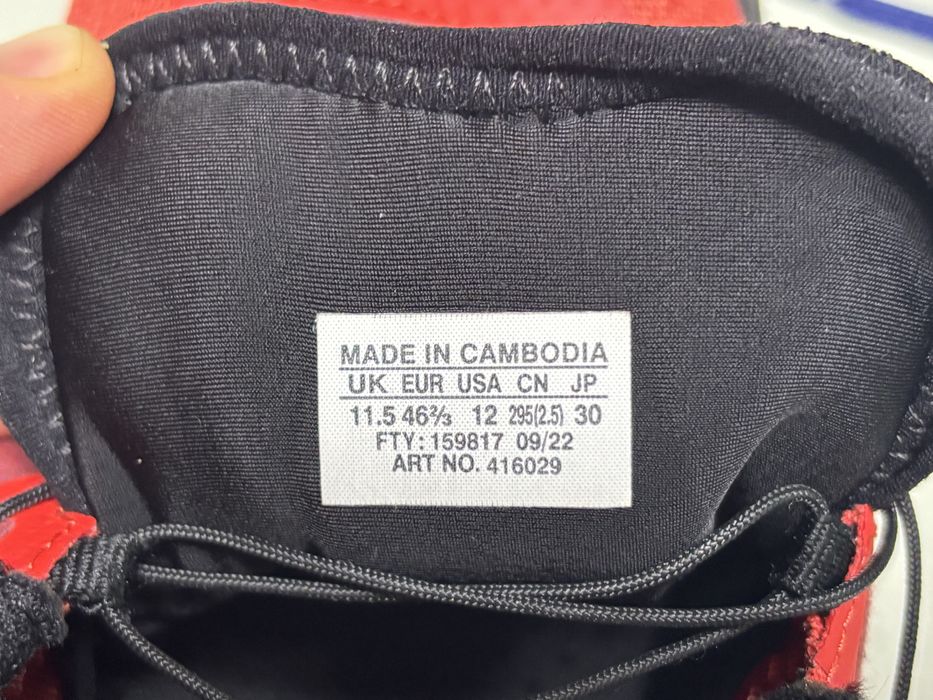 MADE IN CAMBODIA
UK EUR USA CN JP
11.5 46⅔ 12 295(2.5) 30
FTY: 159817 09/22
ART NO. 416029